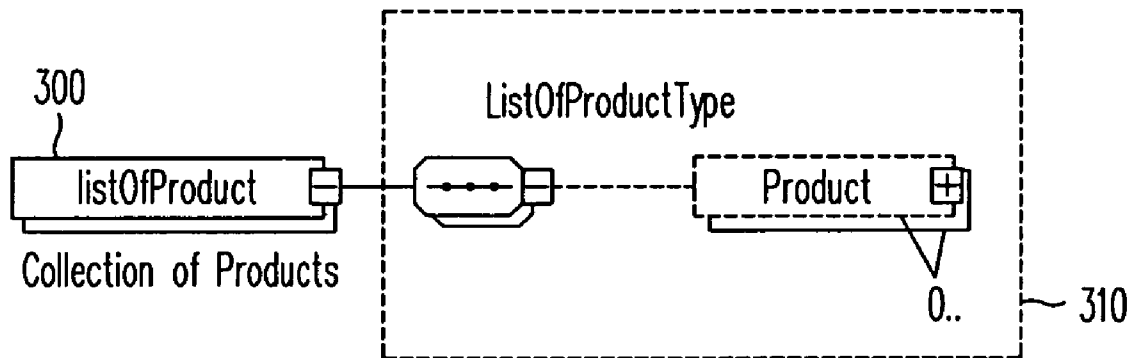 300
ListOfProductType
listOfProduct
Product
Collection of Products
0..
310